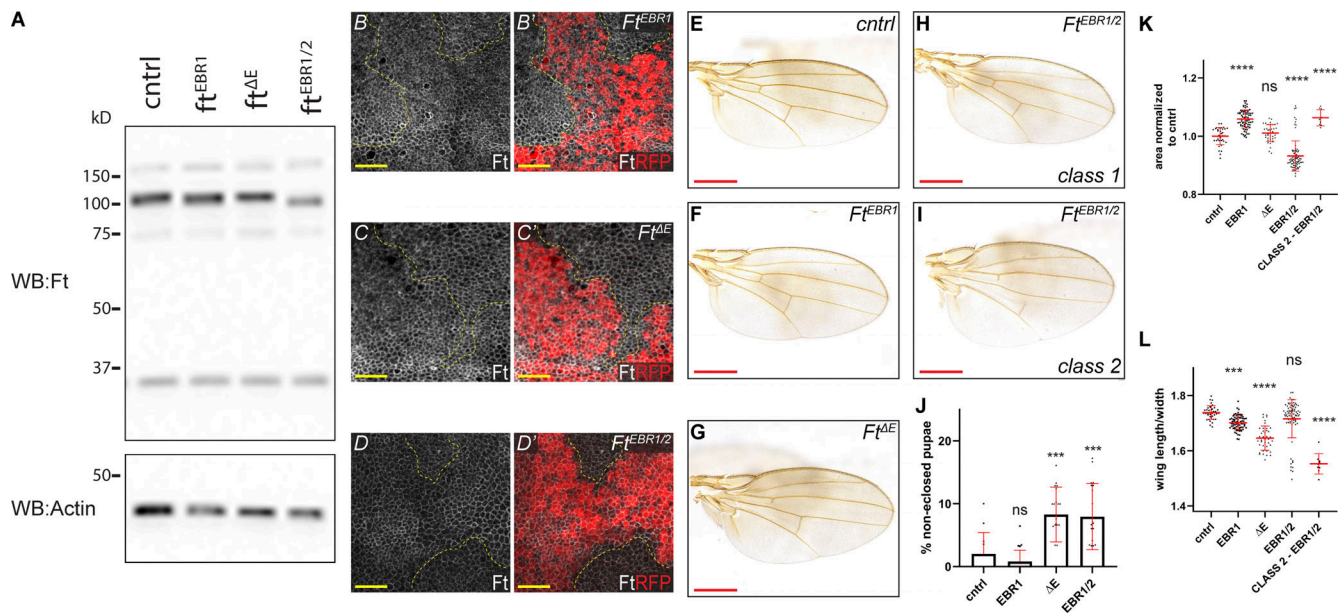 A
cntrl
ft^EBR1
ft^ΔE
ft^EBR1/2
kD
150
100
75
50
37
WB:Ft
50
WB:Actin
B
Ft
B'
Ft^EBR1
FtRFP
C
Ft
C'
Ft^ΔE
FtRFP
D
Ft
D'
Ft^EBR1/2
FtRFP
E
cntrl
F
Ft^EBR1
G
Ft^ΔE
H
Ft^EBR1/2
class 1
I
Ft^EBR1/2
class 2
J
% non-eclosed pupae
20
10
0
ns
***
***
cntrl
EBR1
ΔE
EBR1/2
K
area normalized
to cntrl
1.2
1.0
0.8
****
ns
****
****
cntrl
EBR1
ΔE
EBR1/2
CLASS 2 - EBR1/2
L
wing length/width
1.8
1.6
1.4
***
****
ns
****
cntrl
EBR1
ΔE
EBR1/2
CLASS 2 - EBR1/2